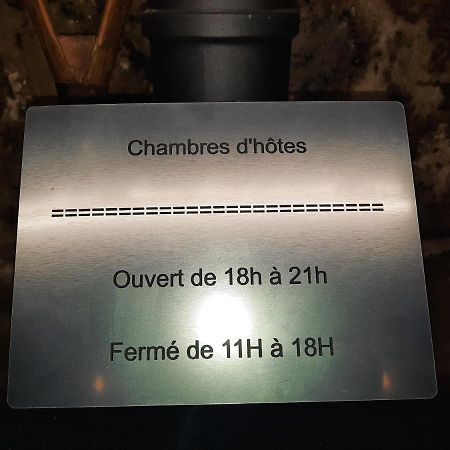 Chambres d'hôtes
=========================
Ouvert de 18h à 21h
Fermé de 11H à 18H